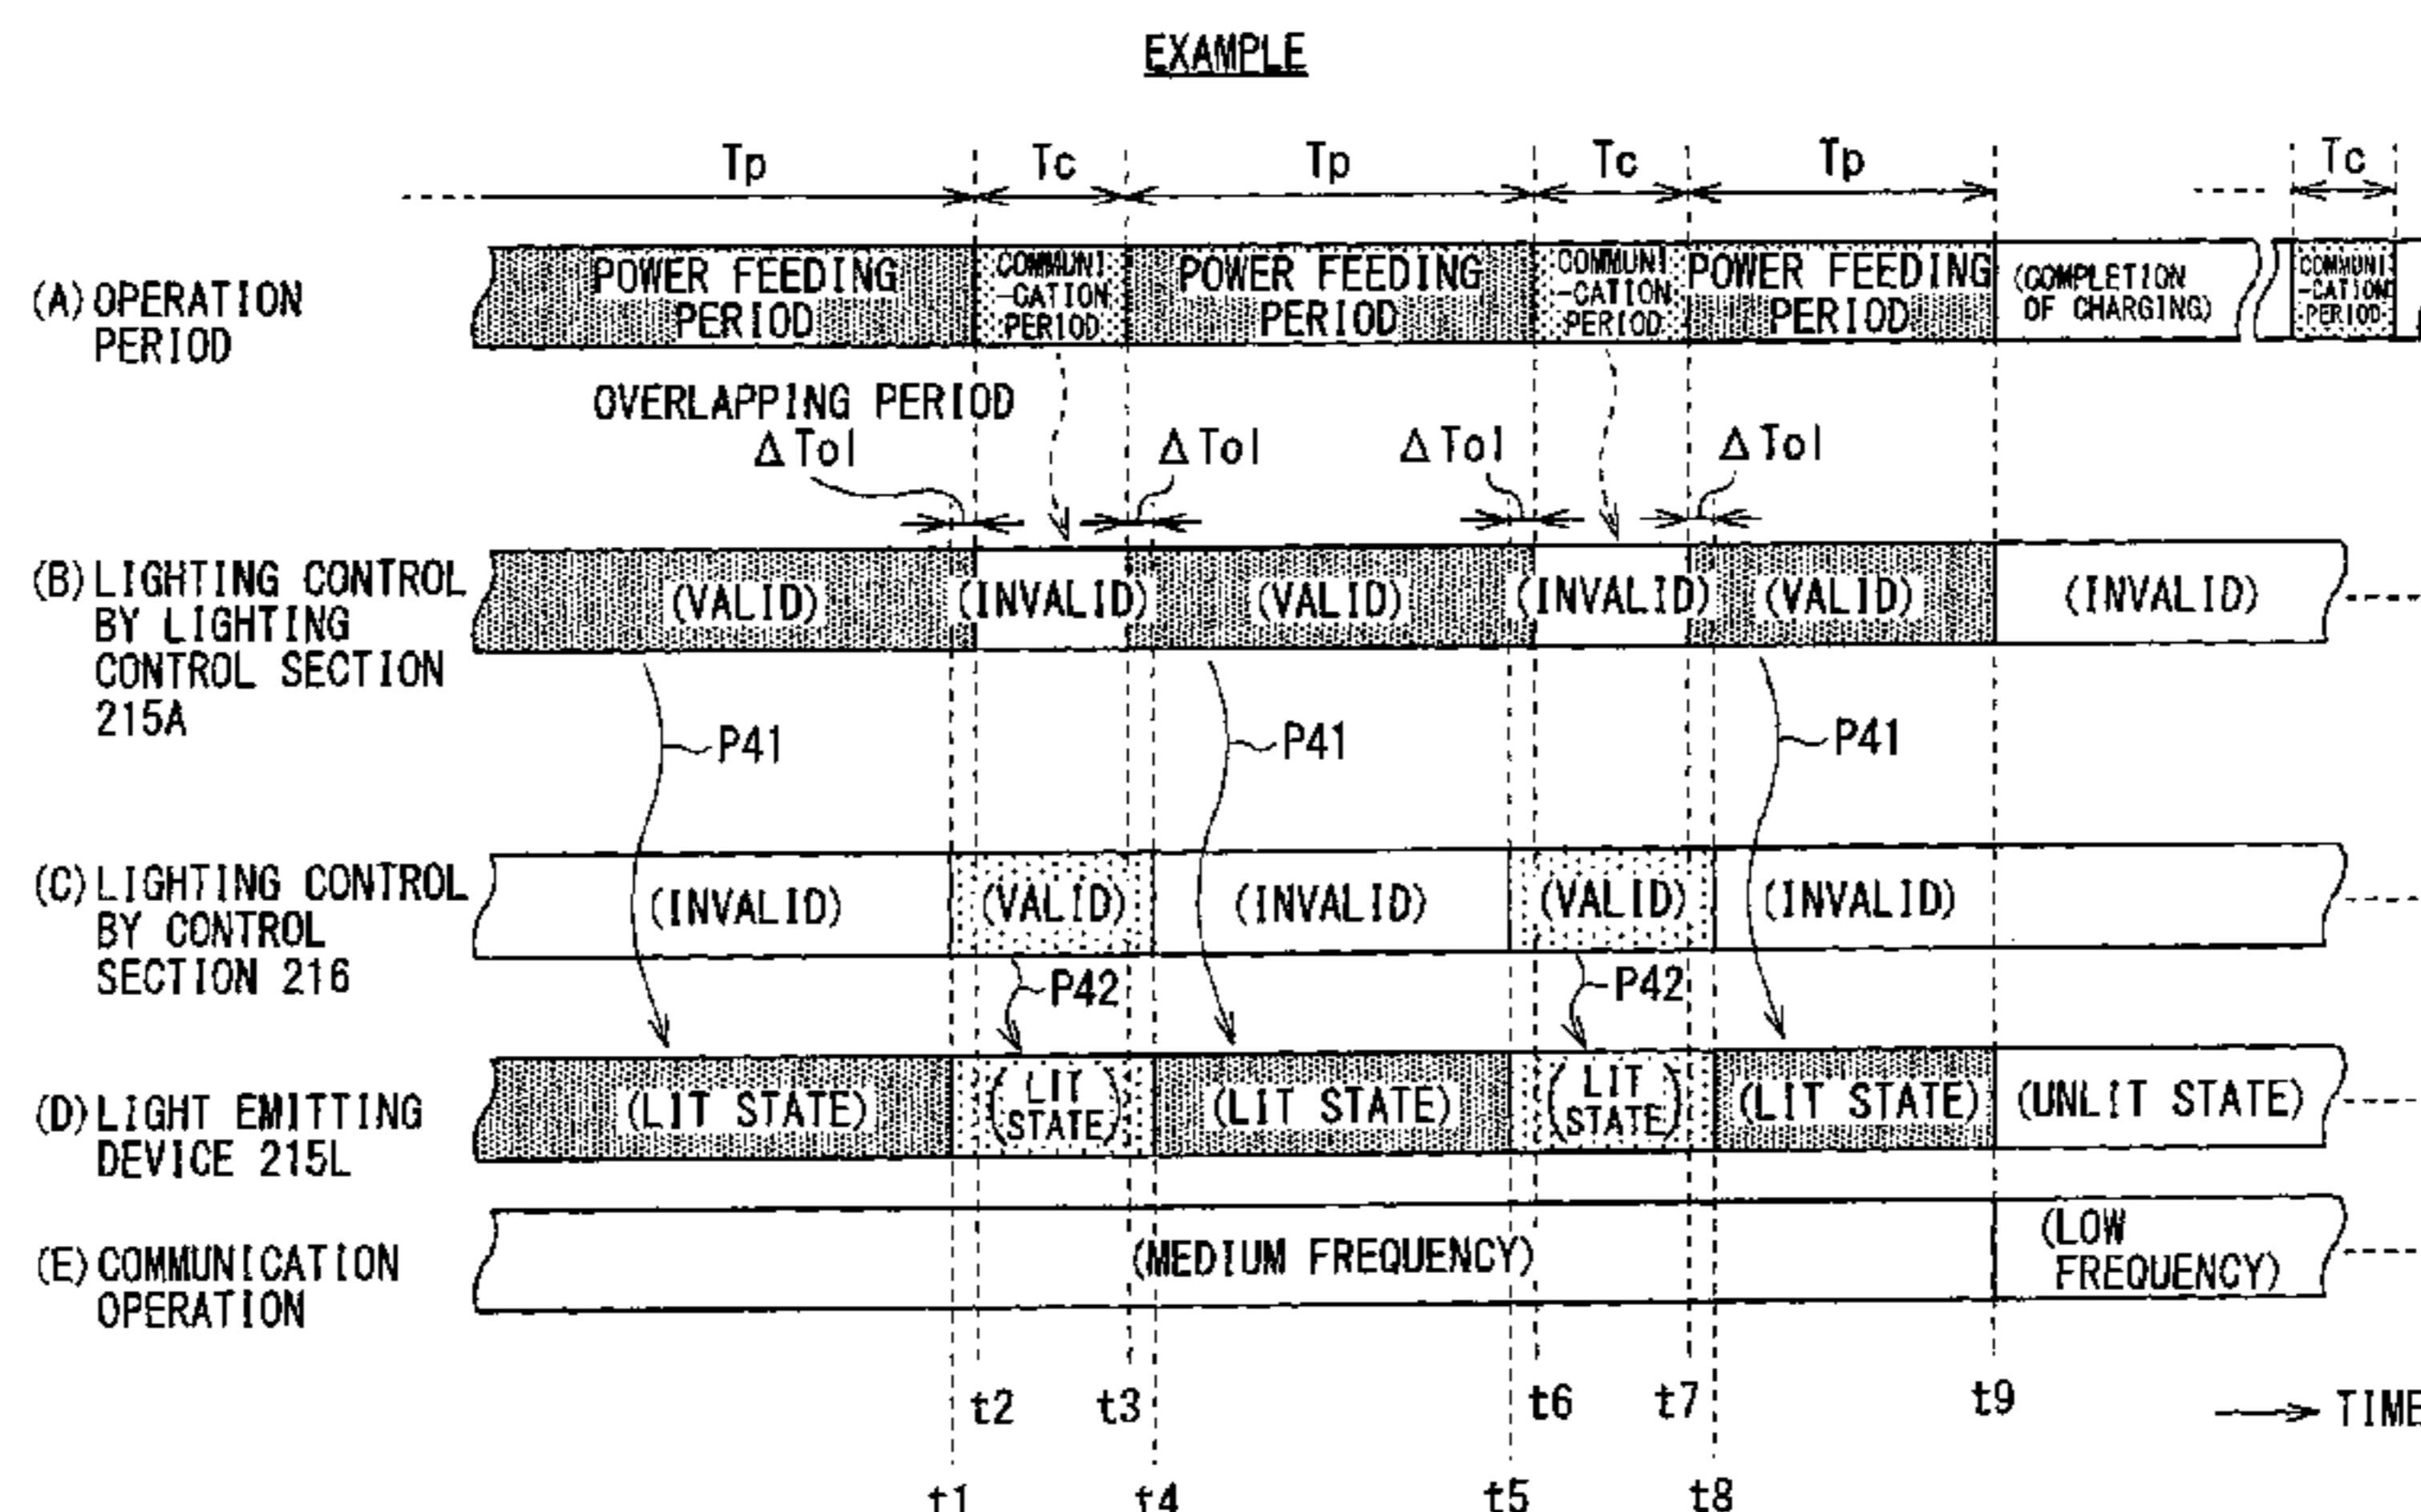 EXAMPLE
Tp Tc Tp Tc Tp Tc
(A) OPERATION
PERIOD
POWER FEEDING
PERIOD
COMMUNI
-CATION
PERIOD
POWER FEEDING
PERIOD
COMMUNI
-CATION
PERIOD
POWER FEEDING
PERIOD
(COMPLETION
OF CHARGING)
COMMUNI
-CATION
PERIOD
OVERLAPPING PERIOD
ΔTol ΔTol ΔTol ΔTol
(B) LIGHTING CONTROL
BY LIGHTING
CONTROL SECTION
215A
(VALID) (INVALID) (VALID) (INVALID) (VALID) (INVALID)
P41 P41 P41
(C) LIGHTING CONTROL
BY CONTROL
SECTION 216
(INVALID) (VALID) (INVALID) (VALID) (INVALID)
P42 P42
(D) LIGHT EMITTING
DEVICE 215L
(LIT STATE)
(LIT
STATE)
(LIT STATE)
(LIT
STATE)
(LIT STATE) (UNLIT STATE)
(E) COMMUNICATION
OPERATION
(MEDIUM FREQUENCY)
(LOW
FREQUENCY)
t2 t3 t6 t7 t9
TIME
t1 t4 t5 t8